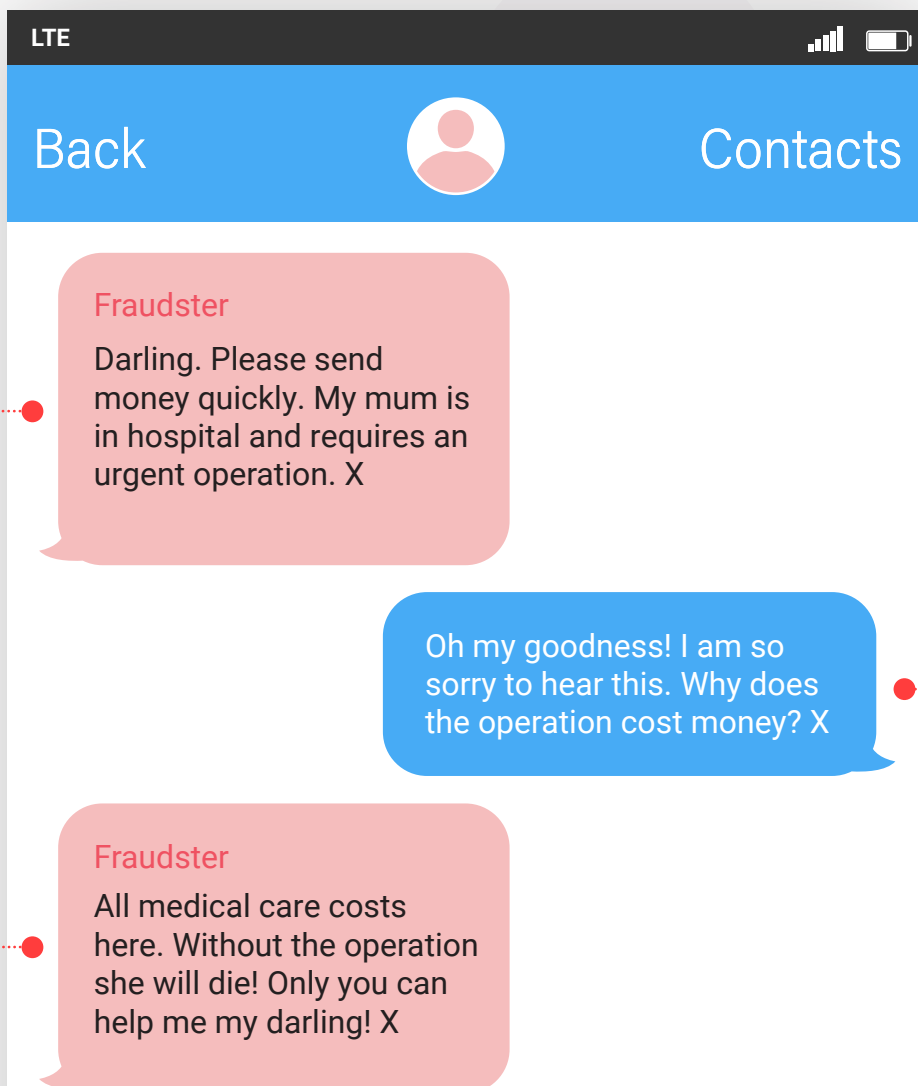 LTE
Back
Contacts
Fraudster
Darling. Please send
money quickly. My mum is
in hospital and requires an
urgent operation. X
Oh my goodness! I am so
sorry to hear this. Why does
the operation cost money? X
Fraudster
All medical care costs
here. Without the operation
she will die! Only you can
help me my darling! X